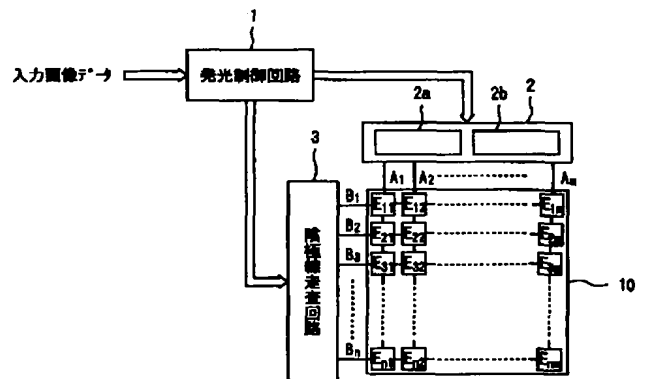 1
入力画像データ
発光制御回路
2a 2b 2
3
A1 A2 Am
B1 E11 E12 E1m
B2 E21 E22 E2m
B3 E31 E32 E3m
陰極線走査回路
10
Bn En1 En2 Enm